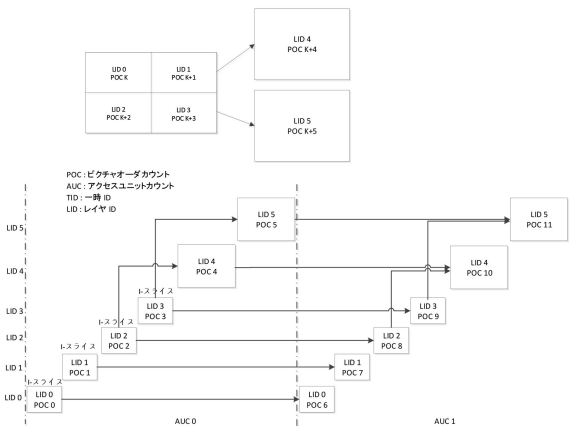 LID 4
POC K+4
LID 0
POC K
LID 1
POC K+1
LID 2
POC K+2
LID 3
POC K+3
LID 5
POC K+5
POC : ピクチャオーダカウント
AUC : アクセスユニットカウント
TID : 一時 ID
LID : レイヤ ID
LID 5
LID 5
POC 5
LID 5
POC 11
LID 4
LID 4
POC 4
LID 4
POC 10
I-スライス
LID 3
LID 3
POC 3
LID 3
POC 9
I-スライス
LID 2
LID 2
POC 2
LID 2
POC 8
I-スライス
LID 1
LID 1
POC 1
LID 1
POC 7
I-スライス
LID 0
LID 0
POC 0
LID 0
POC 6
AUC 0
AUC 1